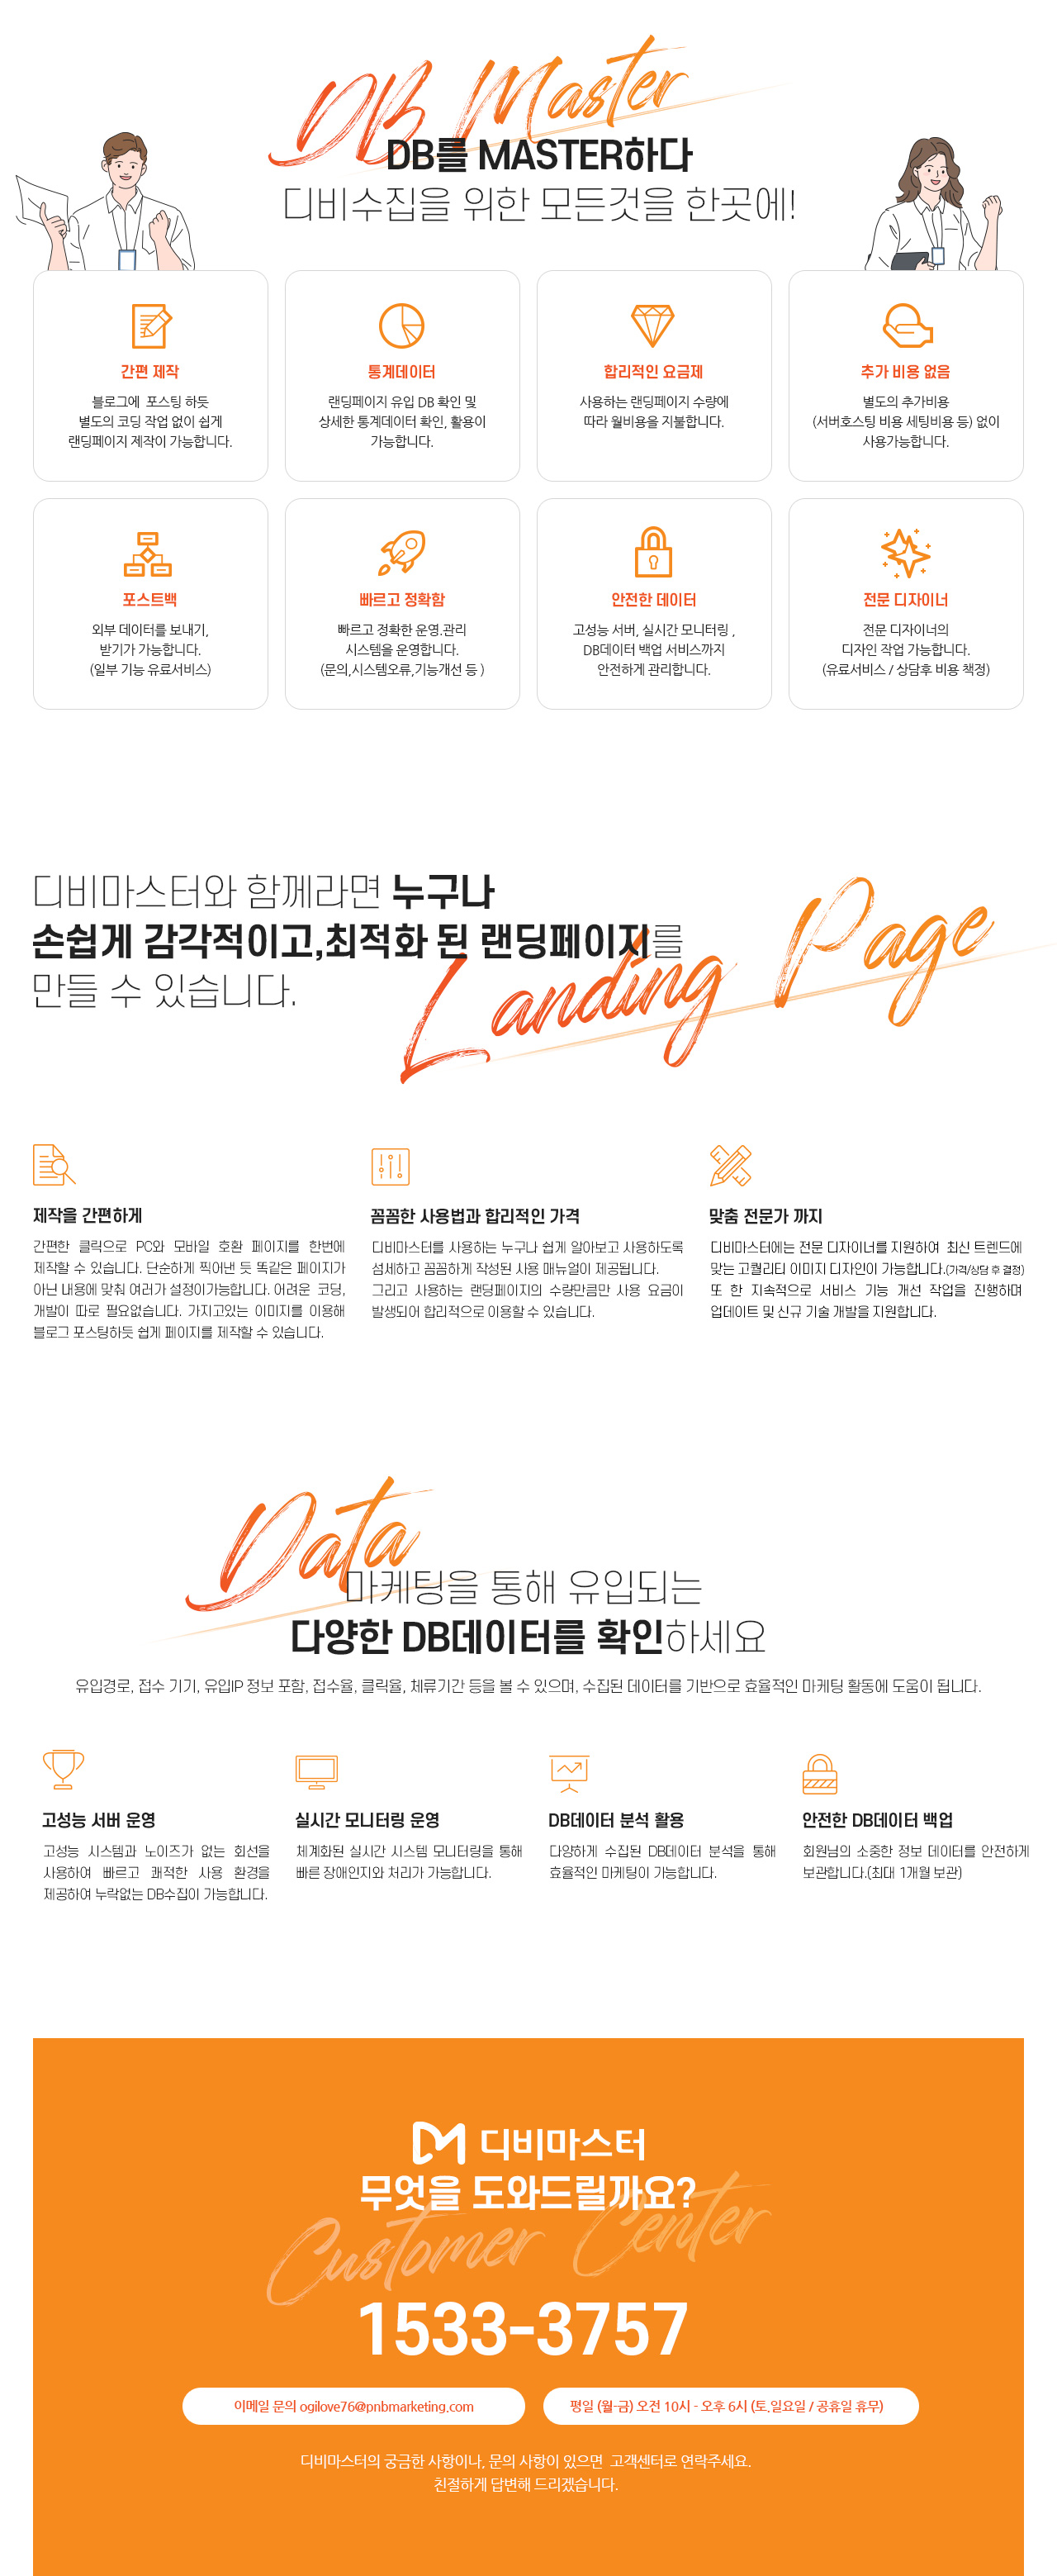 DB Master
DB를 MASTER하다
디비수집을 위한 모든것을 한곳에!
간편 제작
블로그에 포스팅 하듯
별도의 코딩 작업 없이 쉽게
랜딩페이지 제작이 가능합니다.
통계데이터
랜딩페이지 유입 DB 확인 및
상세한 통계데이터 확인, 활용이
가능합니다.
합리적인 요금제
사용하는 랜딩페이지 수량에
따라 월비용을 지불합니다.
추가 비용 없음
별도의 추가비용
(서버호스팅 비용 세팅비용 등) 없이
사용가능합니다.
포스트백
외부 데이터를 보내기,
받기가 가능합니다.
(일부 기능 유료서비스)
빠르고 정확함
빠르고 정확한 운영.관리
시스템을 운영합니다.
(문의,시스템오류,기능개선 등 )
안전한 데이터
고성능 서버, 실시간 모니터링 ,
DB데이터 백업 서비스까지
안전하게 관리합니다.
전문 디자이너
전문 디자이너의
디자인 작업 가능합니다.
(유료서비스 / 상담후 비용 책정)
디비마스터와 함께라면 누구나
손쉽게 감각적이고,최적화 된 랜딩페이지를
만들 수 있습니다.
Landing Page
제작을 간편하게
간편한 클릭으로 PC와 모바일 호환 페이지를 한번에
제작할 수 있습니다. 단순하게 찍어낸 듯 똑같은 페이지가
아닌 내용에 맞춰 여러가 설정이가능합니다. 어려운 코딩,
개발이 따로 필요없습니다. 가지고있는 이미지를 이용해
블로그 포스팅하듯 쉽게 페이지를 제작할 수 있습니다.
꼼꼼한 사용법과 합리적인 가격
디비마스터를 사용하는 누구나 쉽게 알아보고 사용하도록
섬세하고 꼼꼼하게 작성된 사용 매뉴얼이 제공됩니다.
그리고 사용하는 랜딩페이지의 수량만큼만 사용 요금이
발생되어 합리적으로 이용할 수 있습니다.
맞춤 전문가 까지
디비마스터에는 전문 디자이너를 지원하여 최신 트렌드에
맞는 고퀄리티 이미지 디자인이 가능합니다.(가격/상담 후 결정)
또 한 지속적으로 서비스 기능 개선 작업을 진행하며
업데이트 및 신규 기술 개발을 지원합니다.
Data
마케팅을 통해 유입되는
다양한 DB데이터를 확인하세요
유입경로, 접수 기기, 유입IP 정보 포함, 접수율, 클릭율, 체류기간 등을 볼 수 있으며, 수집된 데이터를 기반으로 효율적인 마케팅 활동에 도움이 됩니다.
고성능 서버 운영
고성능 시스템과 노이즈가 없는 회선을
사용하여 빠르고 쾌적한 사용 환경을
제공하여 누락없는 DB수집이 가능합니다.
실시간 모니터링 운영
체계화된 실시간 시스템 모니터링을 통해
빠른 장애인지와 처리가 가능합니다.
DB데이터 분석 활용
다양하게 수집된 DB데이터 분석을 통해
효율적인 마케팅이 가능합니다.
안전한 DB데이터 백업
회원님의 소중한 정보 데이터를 안전하게
보관합니다.(최대 1개월 보관)
디비마스터
무엇을 도와드릴까요?
Customer Center
1533-3757
이메일 문의 ogilove76@pnbmarketing.com
평일 (월-금) 오전 10시 - 오후 6시 (토.일요일 / 공휴일 휴무)
디비마스터의 궁금한 사항이나, 문의 사항이 있으면 고객센터로 연락주세요.
친절하게 답변해 드리겠습니다.